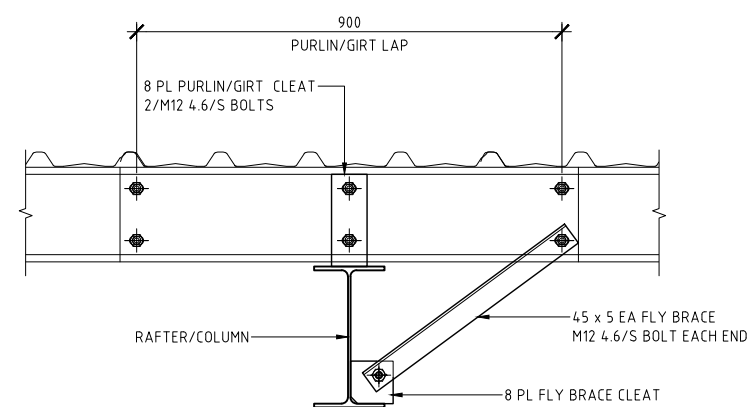 900
PURLIN/GIRT LAP
8 PL PURLIN/GIRT CLEAT
2/M12 4.6/S BOLTS
RAFTER/COLUMN
45 x 5 EA FLY BRACE
M12 4.6/S BOLT EACH END
8 PL FLY BRACE CLEAT